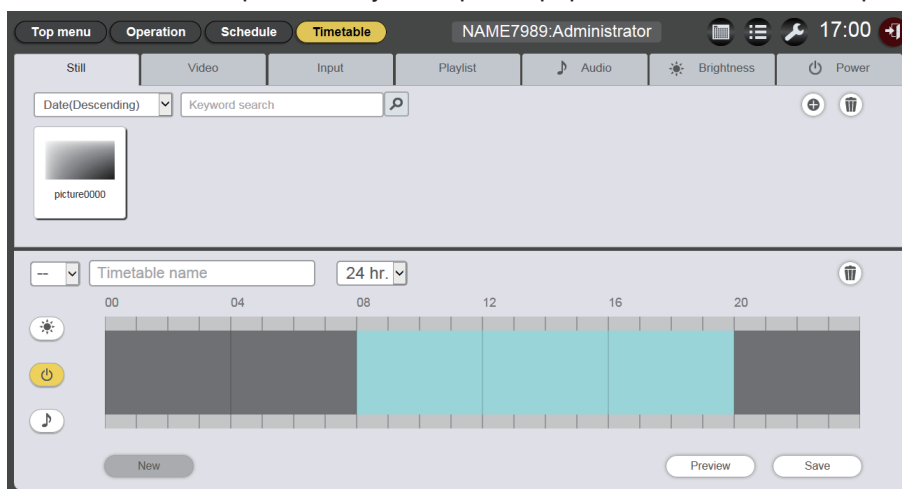 Top menu Operation Schedule Timetable NAME7989:Administrator 17:00
Still Video Input Playlist Audio Brightness Power
Date(Descending) Keyword search
picture0000
-- Timetable name 24 hr.
00 04 08 12 16 20
New Preview Save